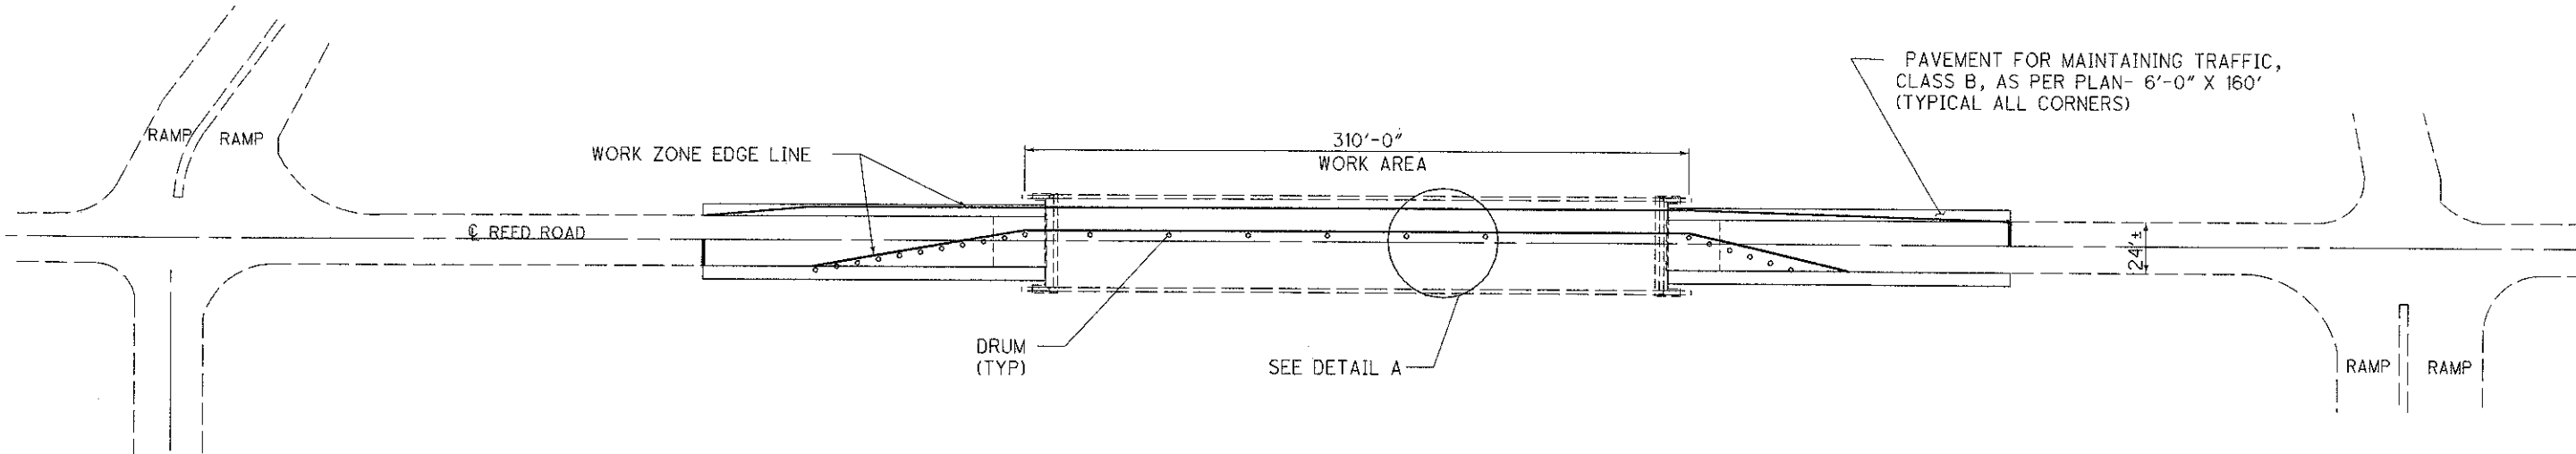 PAVEMENT FOR MAINTAINING TRAFFIC,
CLASS B, AS PER PLAN- 6'-0" X 160'
(TYPICAL ALL CORNERS)
RAMP
RAMP
310'-0"
WORK AREA
WORK ZONE EDGE LINE
℄ REED ROAD
24'±
DRUM
(TYP)
SEE DETAIL A
RAMP
RAMP